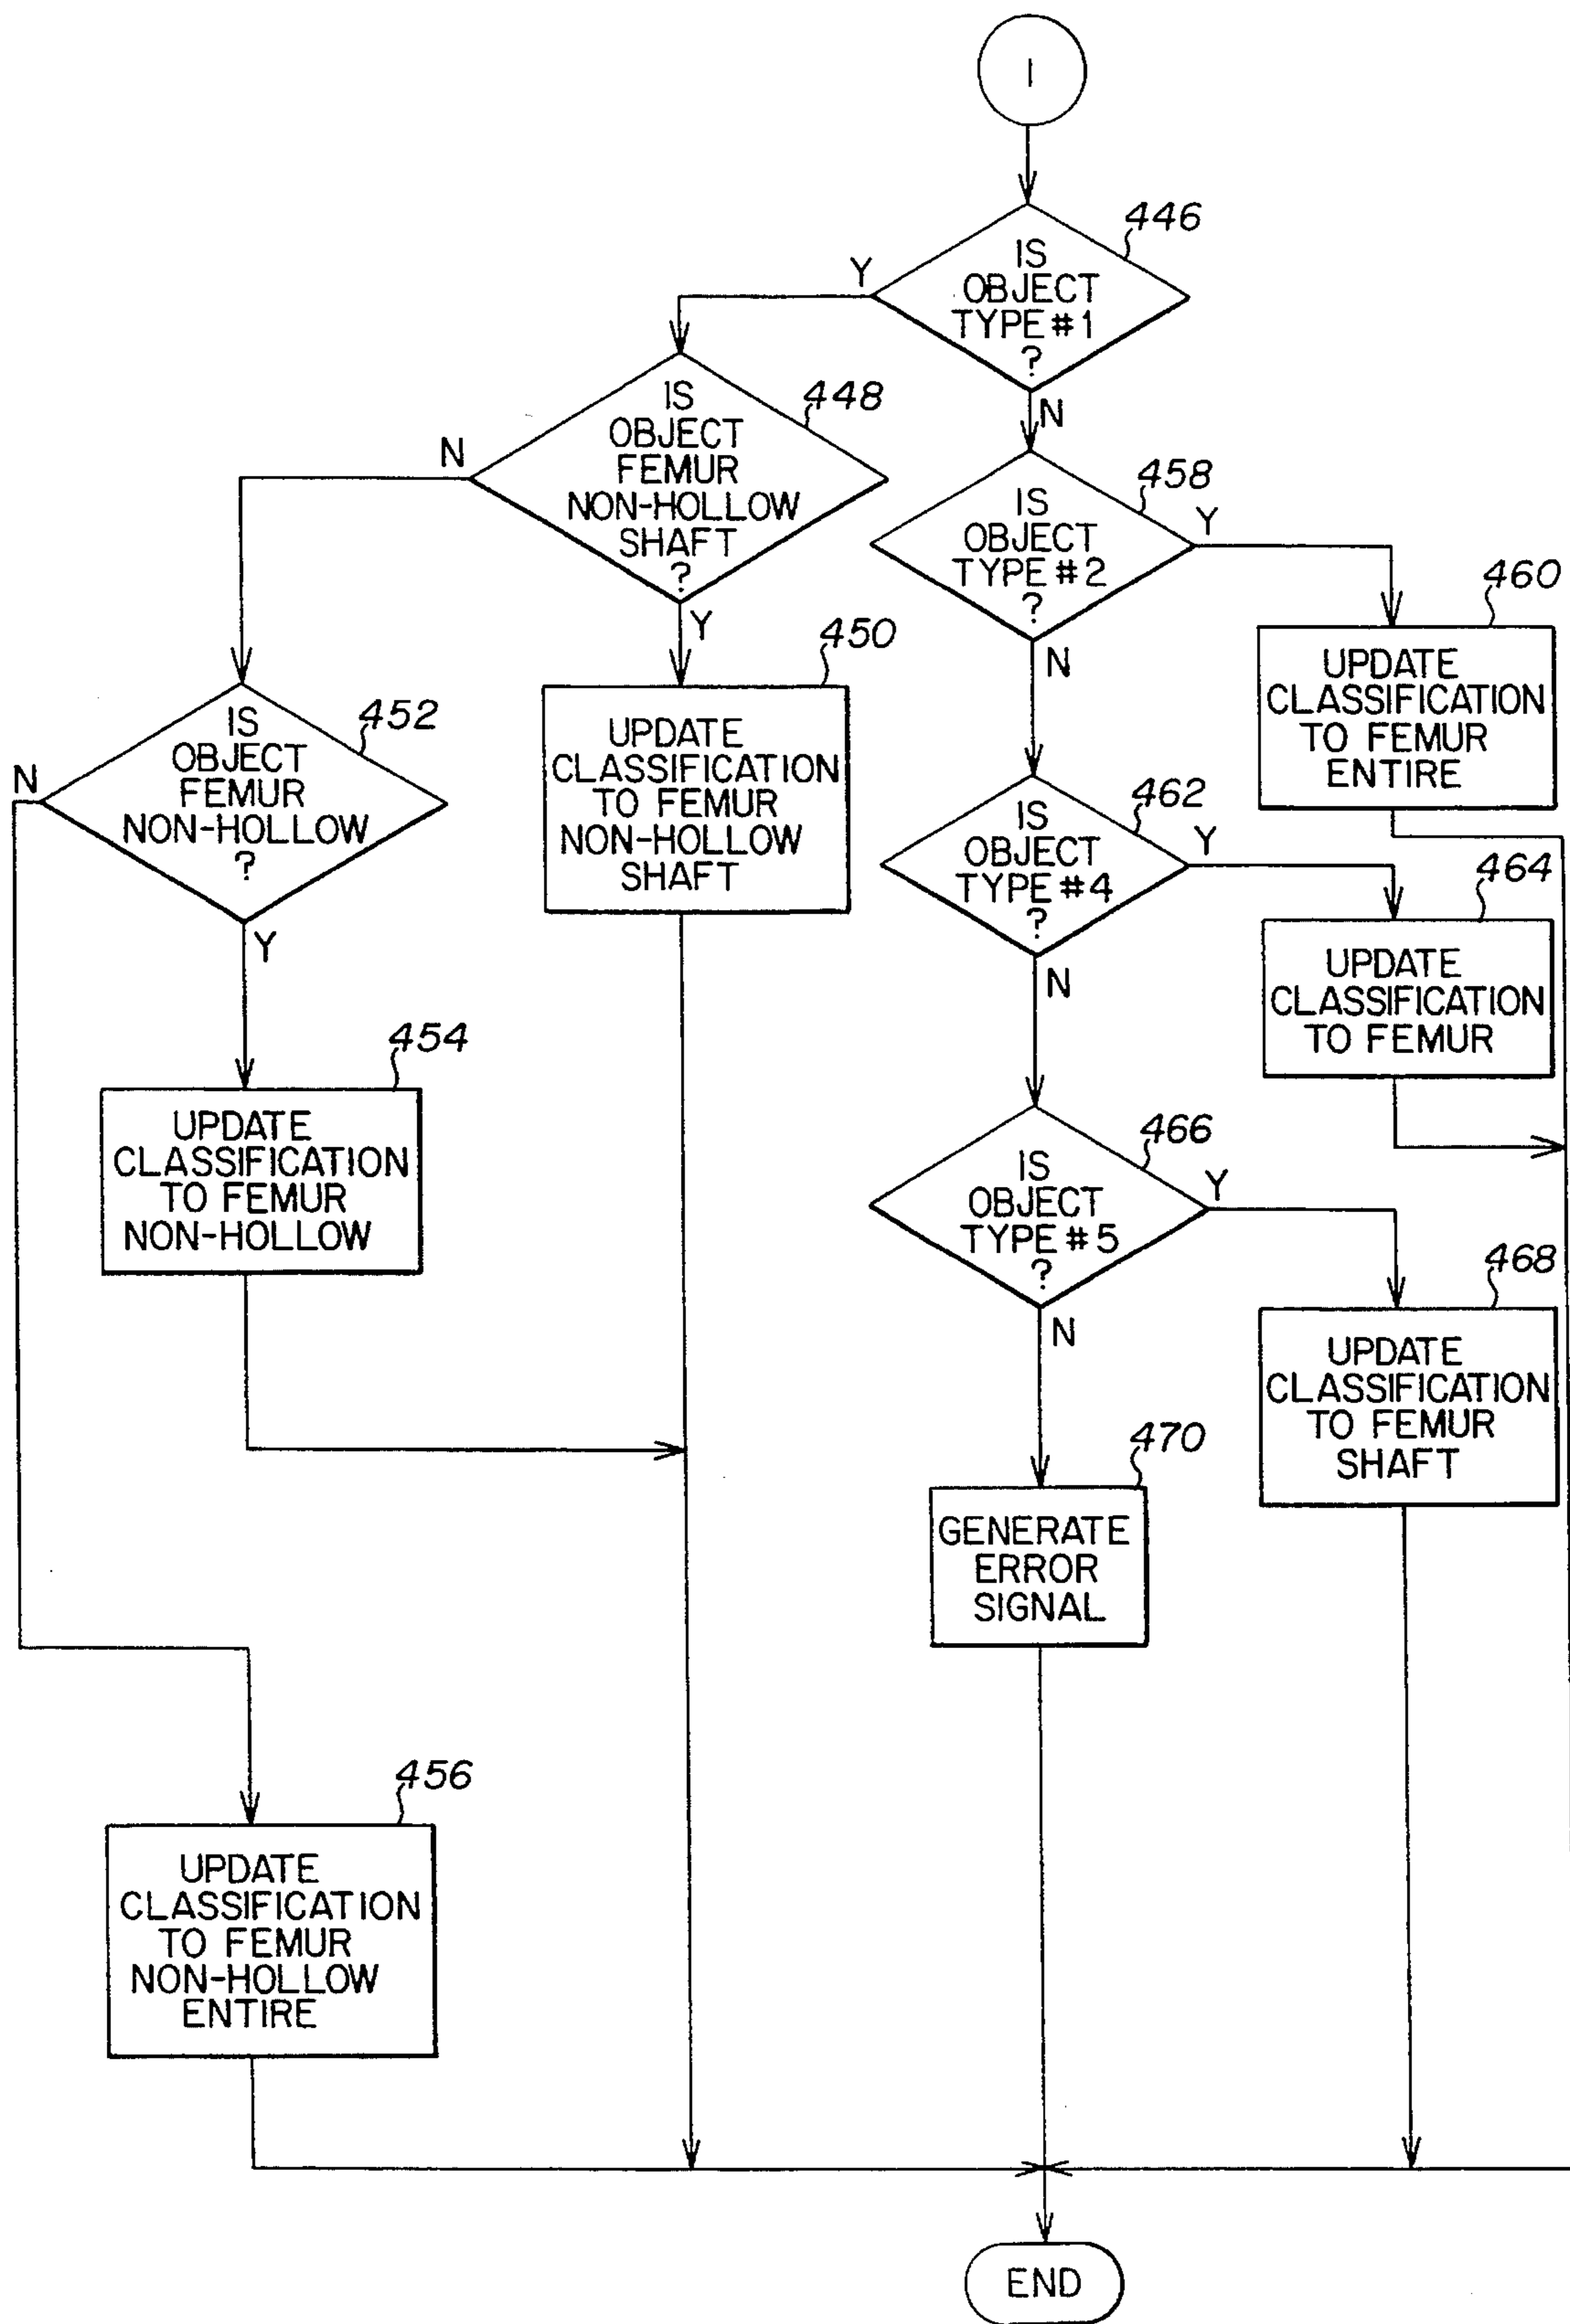 1
446
IS
OBJECT
TYPE #1
?
Y
N
448
IS
OBJECT
FEMUR
NON-HOLLOW
SHAFT
?
N
Y
458
IS
OBJECT
TYPE #2
?
Y
N
460
UPDATE
CLASSIFICATION
TO FEMUR
ENTIRE
450
UPDATE
CLASSIFICATION
TO FEMUR
NON-HOLLOW
SHAFT
452
IS
OBJECT
FEMUR
NON-HOLLOW
?
N
Y
462
IS
OBJECT
TYPE #4
?
Y
N
464
UPDATE
CLASSIFICATION
TO FEMUR
454
UPDATE
CLASSIFICATION
TO FEMUR
NON-HOLLOW
466
IS
OBJECT
TYPE #5
?
Y
N
468
UPDATE
CLASSIFICATION
TO FEMUR
SHAFT
470
GENERATE
ERROR
SIGNAL
456
UPDATE
CLASSIFICATION
TO FEMUR
NON-HOLLOW
ENTIRE
END